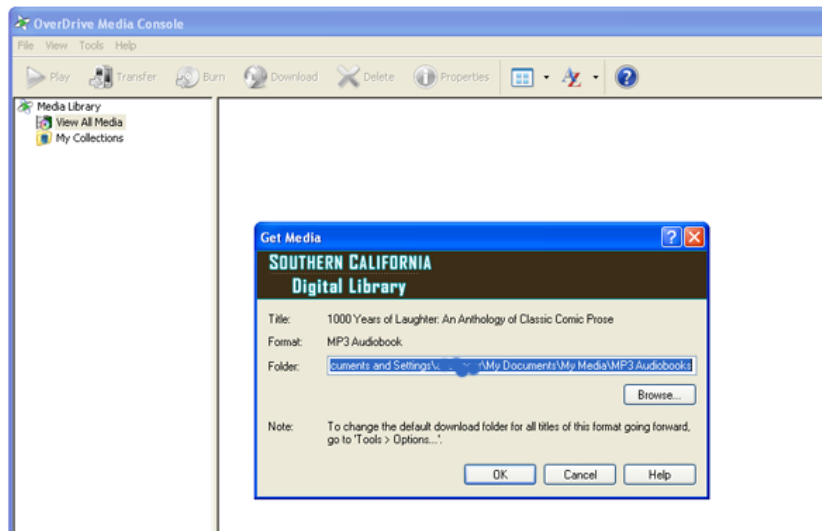 OverDrive Media Console
File View Tools Help
Play Transfer Burn Download Delete Properties
Media Library
View All Media
My Collections
Get Media
SOUTHERN CALIFORNIA
Digital Library
Title: 1000 Years of Laughter: An Anthology of Classic Comic Prose
Format: MP3 Audiobook
Folder: cuments and Settings\ \My Documents\My Media\MP3 Audiobooks
Browse...
Note: To change the default download folder for all titles of this format going forward,
go to 'Tools > Options...'.
OK Cancel Help